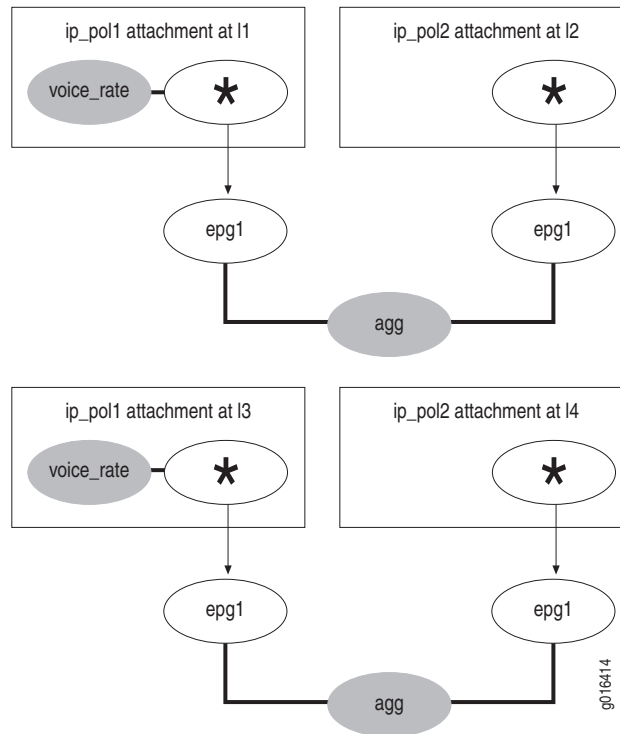 ip_pol1 attachment at l1
ip_pol2 attachment at l2
voice_rate
*
*
epg1
epg1
agg
ip_pol1 attachment at l3
ip_pol2 attachment at l4
voice_rate
*
*
epg1
epg1
agg
g016414